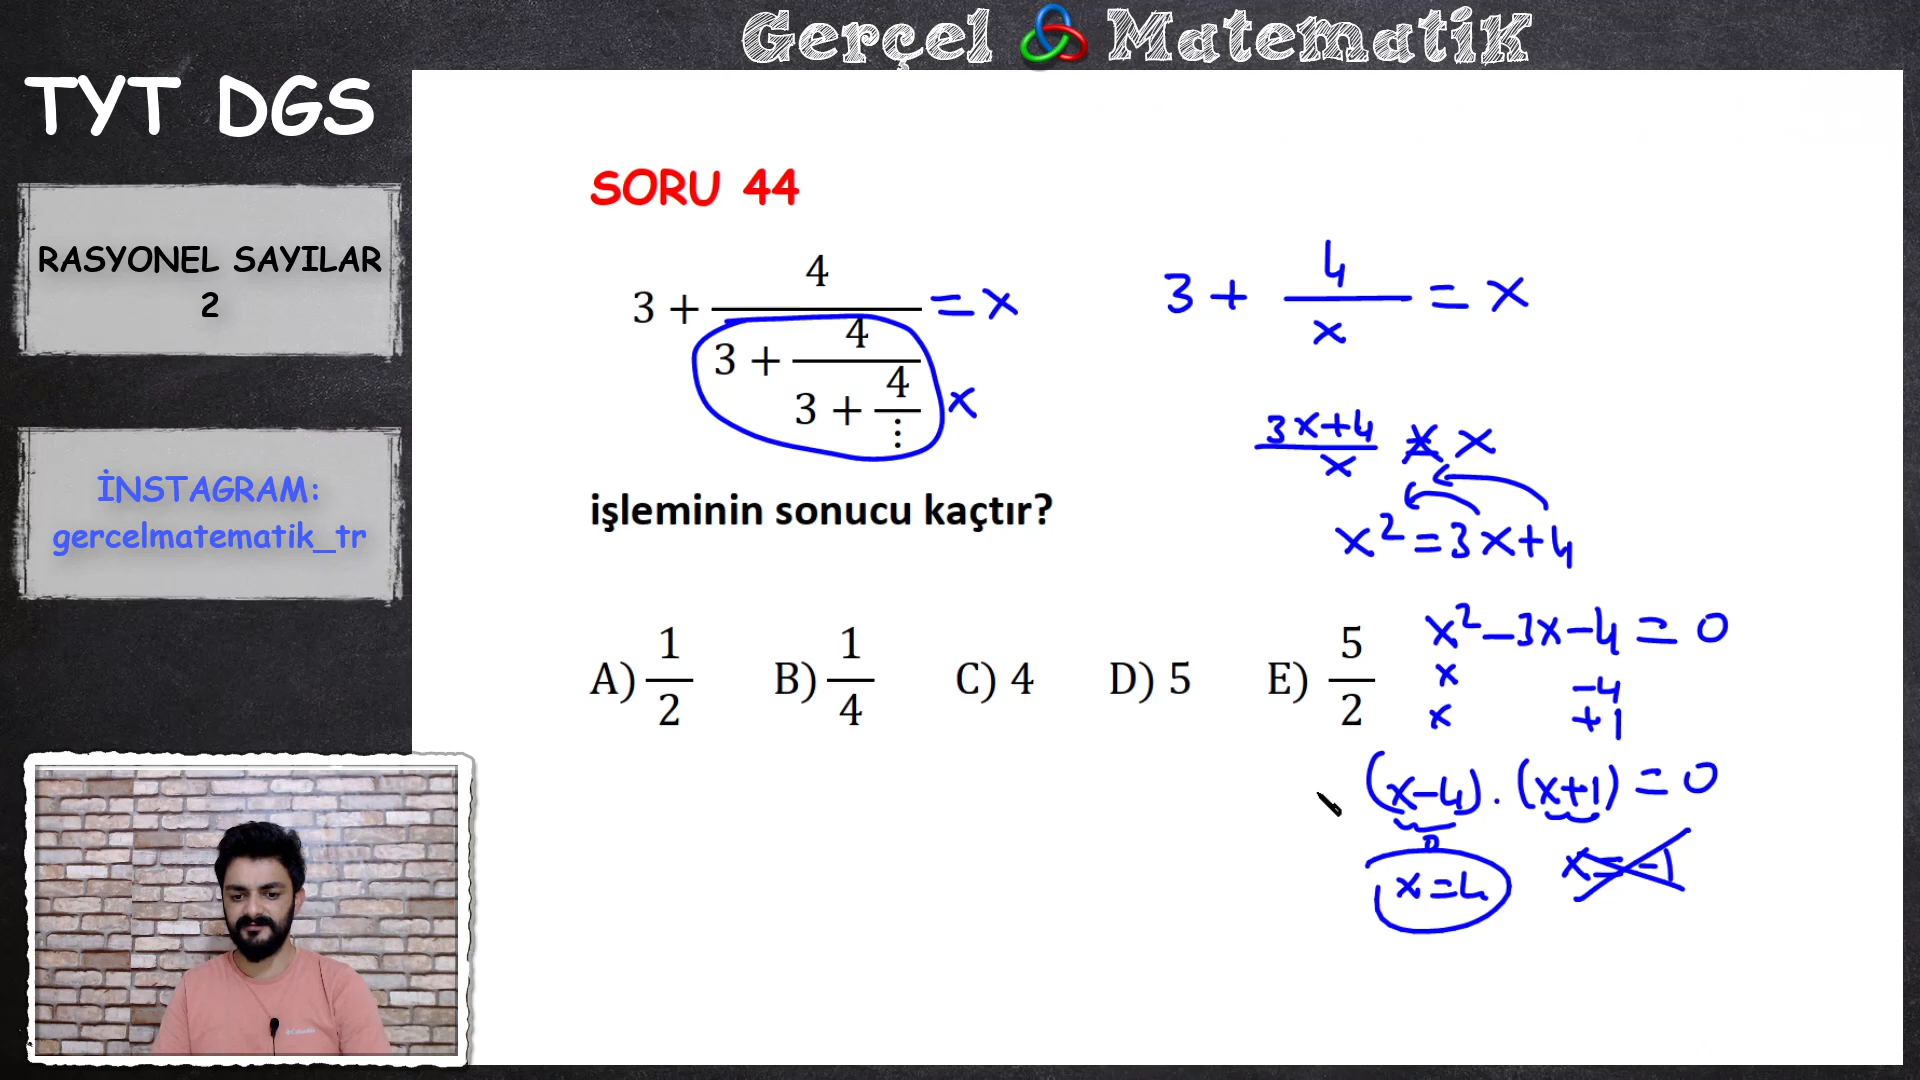 Gerçel Matematik
TYT DGS
RASYONEL SAYILAR
2
İNSTAGRAM:
gercelmatematik_tr
SORU 44
3 + 4/(3 + 4/(3 + 4/⋮)) = x
x
işleminin sonucu kaçtır?
A) 1/2 B) 1/4 C) 4 D) 5 E) 5/2
3 + 4/x = x
(3x+4)/x = x
x² = 3x+4
x² - 3x - 4 = 0
x -4
x +1
(x-4) . (x+1) = 0
0
x=4 x=-1
Columbia